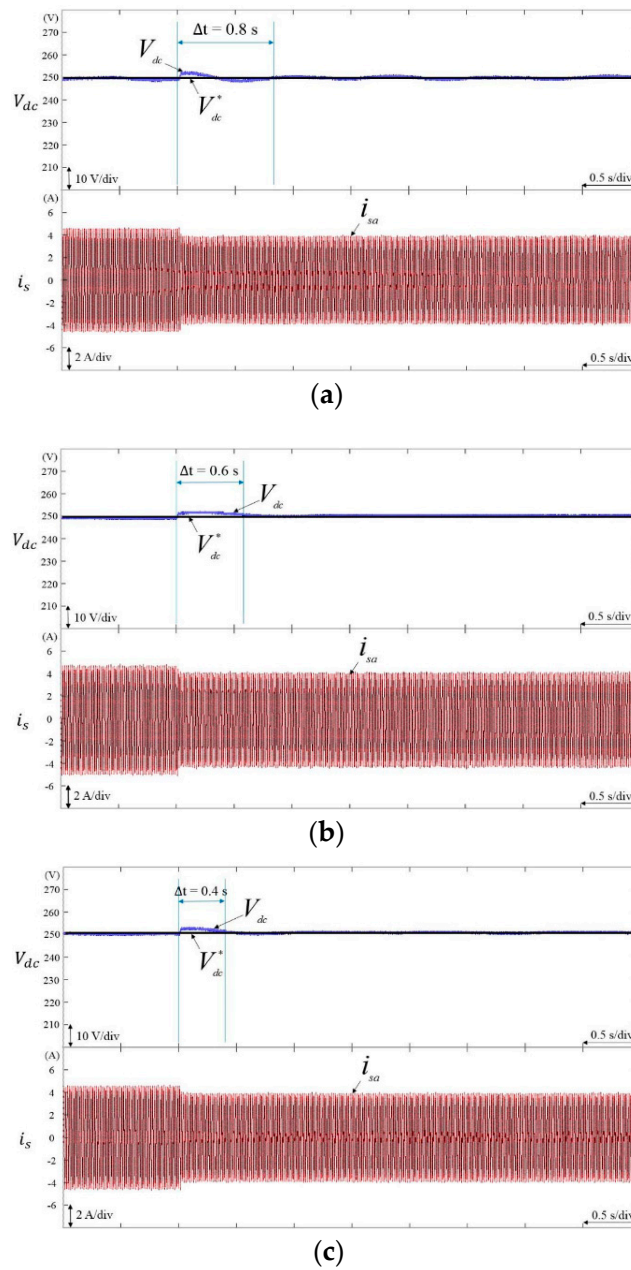 (V)
270
Δt = 0.8 s
260
V_dc
250
V_dc
240
V*_dc
230
220
210
10 V/div
0.5 s/div
(A)
6
i_sa
4
2
i_s
0
-2
-4
-6
2 A/div
0.5 s/div
(a)
(V)
270
Δt = 0.6 s
260
V_dc
250
V_dc
240
V*_dc
230
220
210
10 V/div
0.5 s/div
(A)
6
i_sa
4
2
i_s
0
-2
-4
-6
2 A/div
0.5 s/div
(b)
(V)
270
Δt = 0.4 s
260
V_dc
250
V_dc
240
V*_dc
230
220
210
10 V/div
0.5 s/div
(A)
6
i_sa
4
2
i_s
0
-2
-4
-6
2 A/div
0.5 s/div
(c)